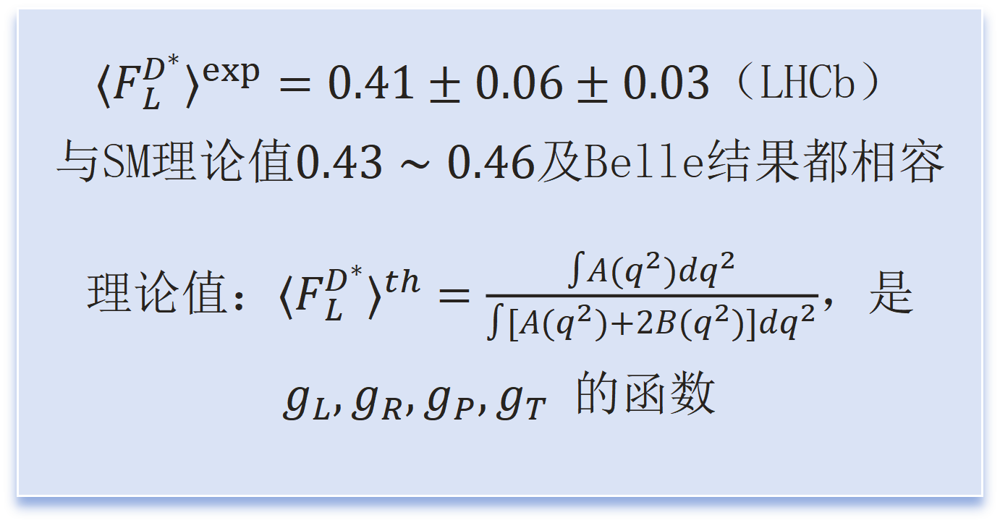 ⟨F_L^{D*}⟩^{exp} = 0.41 ± 0.06 ± 0.03（LHCb）
与SM理论值0.43 ~ 0.46及Belle结果都相容
理论值：⟨F_L^{D*}⟩^{th} = \frac{∫A(q²)dq²}{∫[A(q²)+2B(q²)]dq²}，是
g_L, g_R, g_P, g_T 的函数